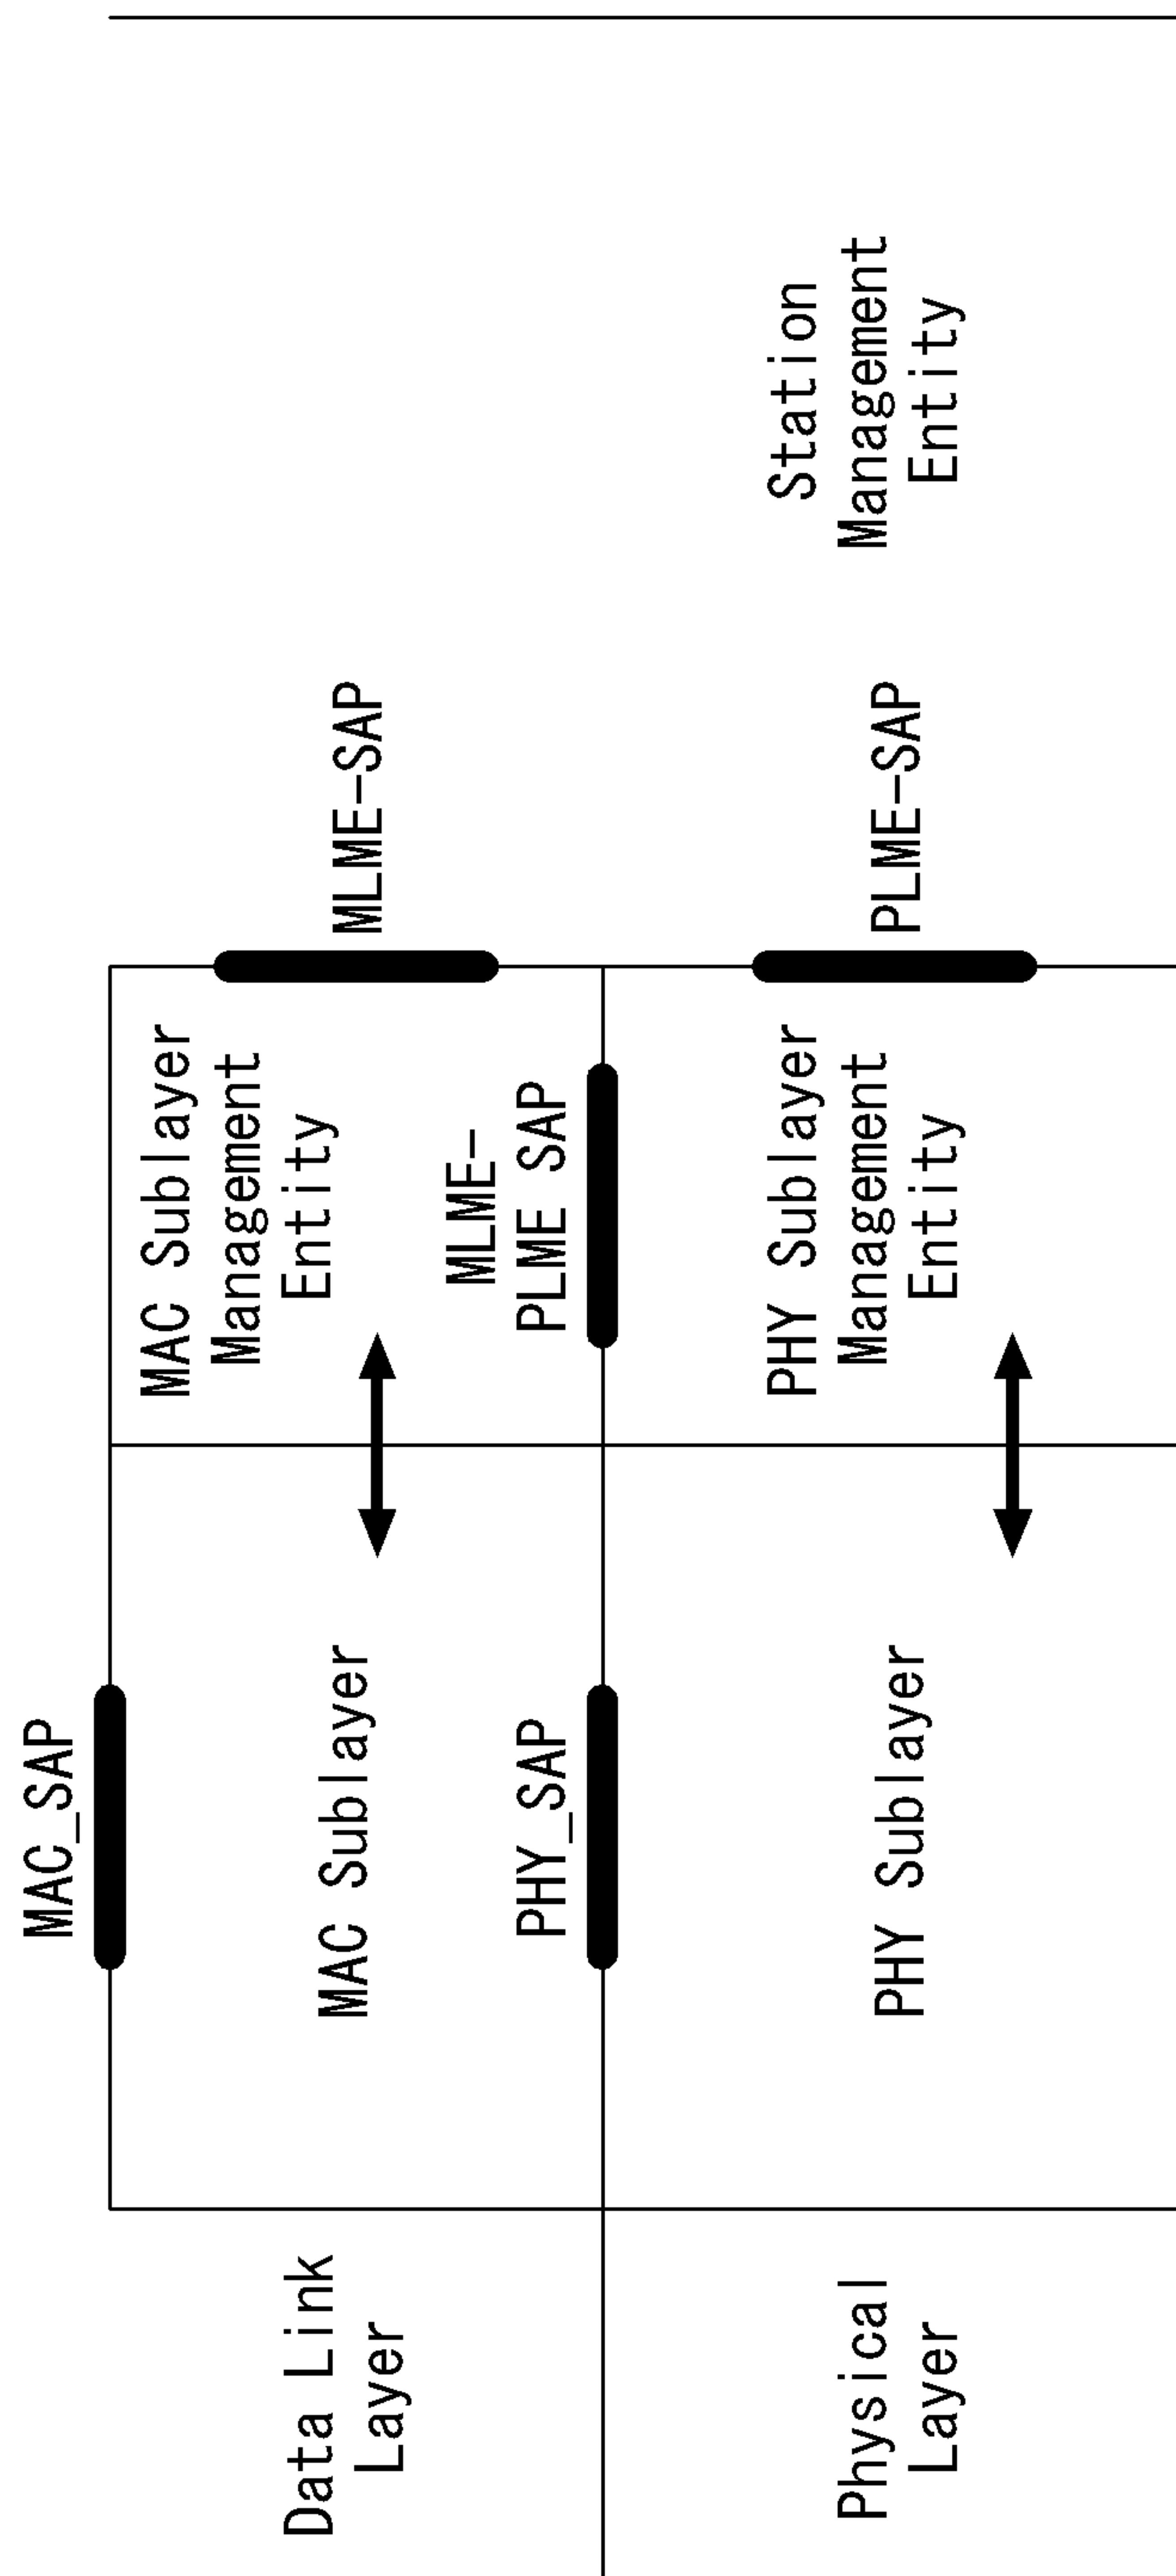 MAC_SAP
Data Link
Layer
MAC Sublayer
MAC Sublayer
Management
Entity
MLME-SAP
PHY_SAP
MLME-
PLME SAP
Physical
Layer
PHY Sublayer
PHY Sublayer
Management
Entity
PLME-SAP
Station
Management
Entity